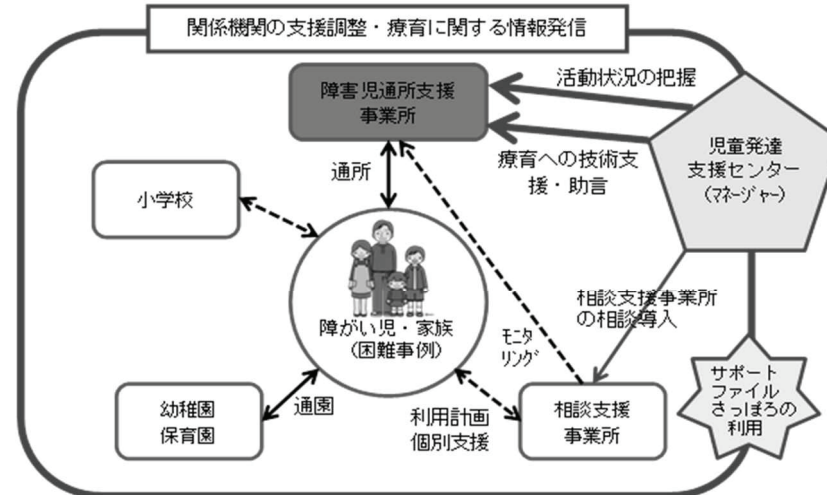 関係機関の支援調整・療育に関する情報発信
障害児通所支援
事業所
活動状況の把握
療育への技術支
援・助言
児童発達
支援センター
(ﾏﾈｰｼﾞｬｰ)
通所
小学校
障がい児・家族
(困難事例)
ﾓﾆﾀ
ﾘﾝｸﾞ
相談支援事業所
の相談導入
幼稚園
保育園
通園
利用計画
個別支援
相談支援
事業所
サポート
ファイル
さっぽろの
利用